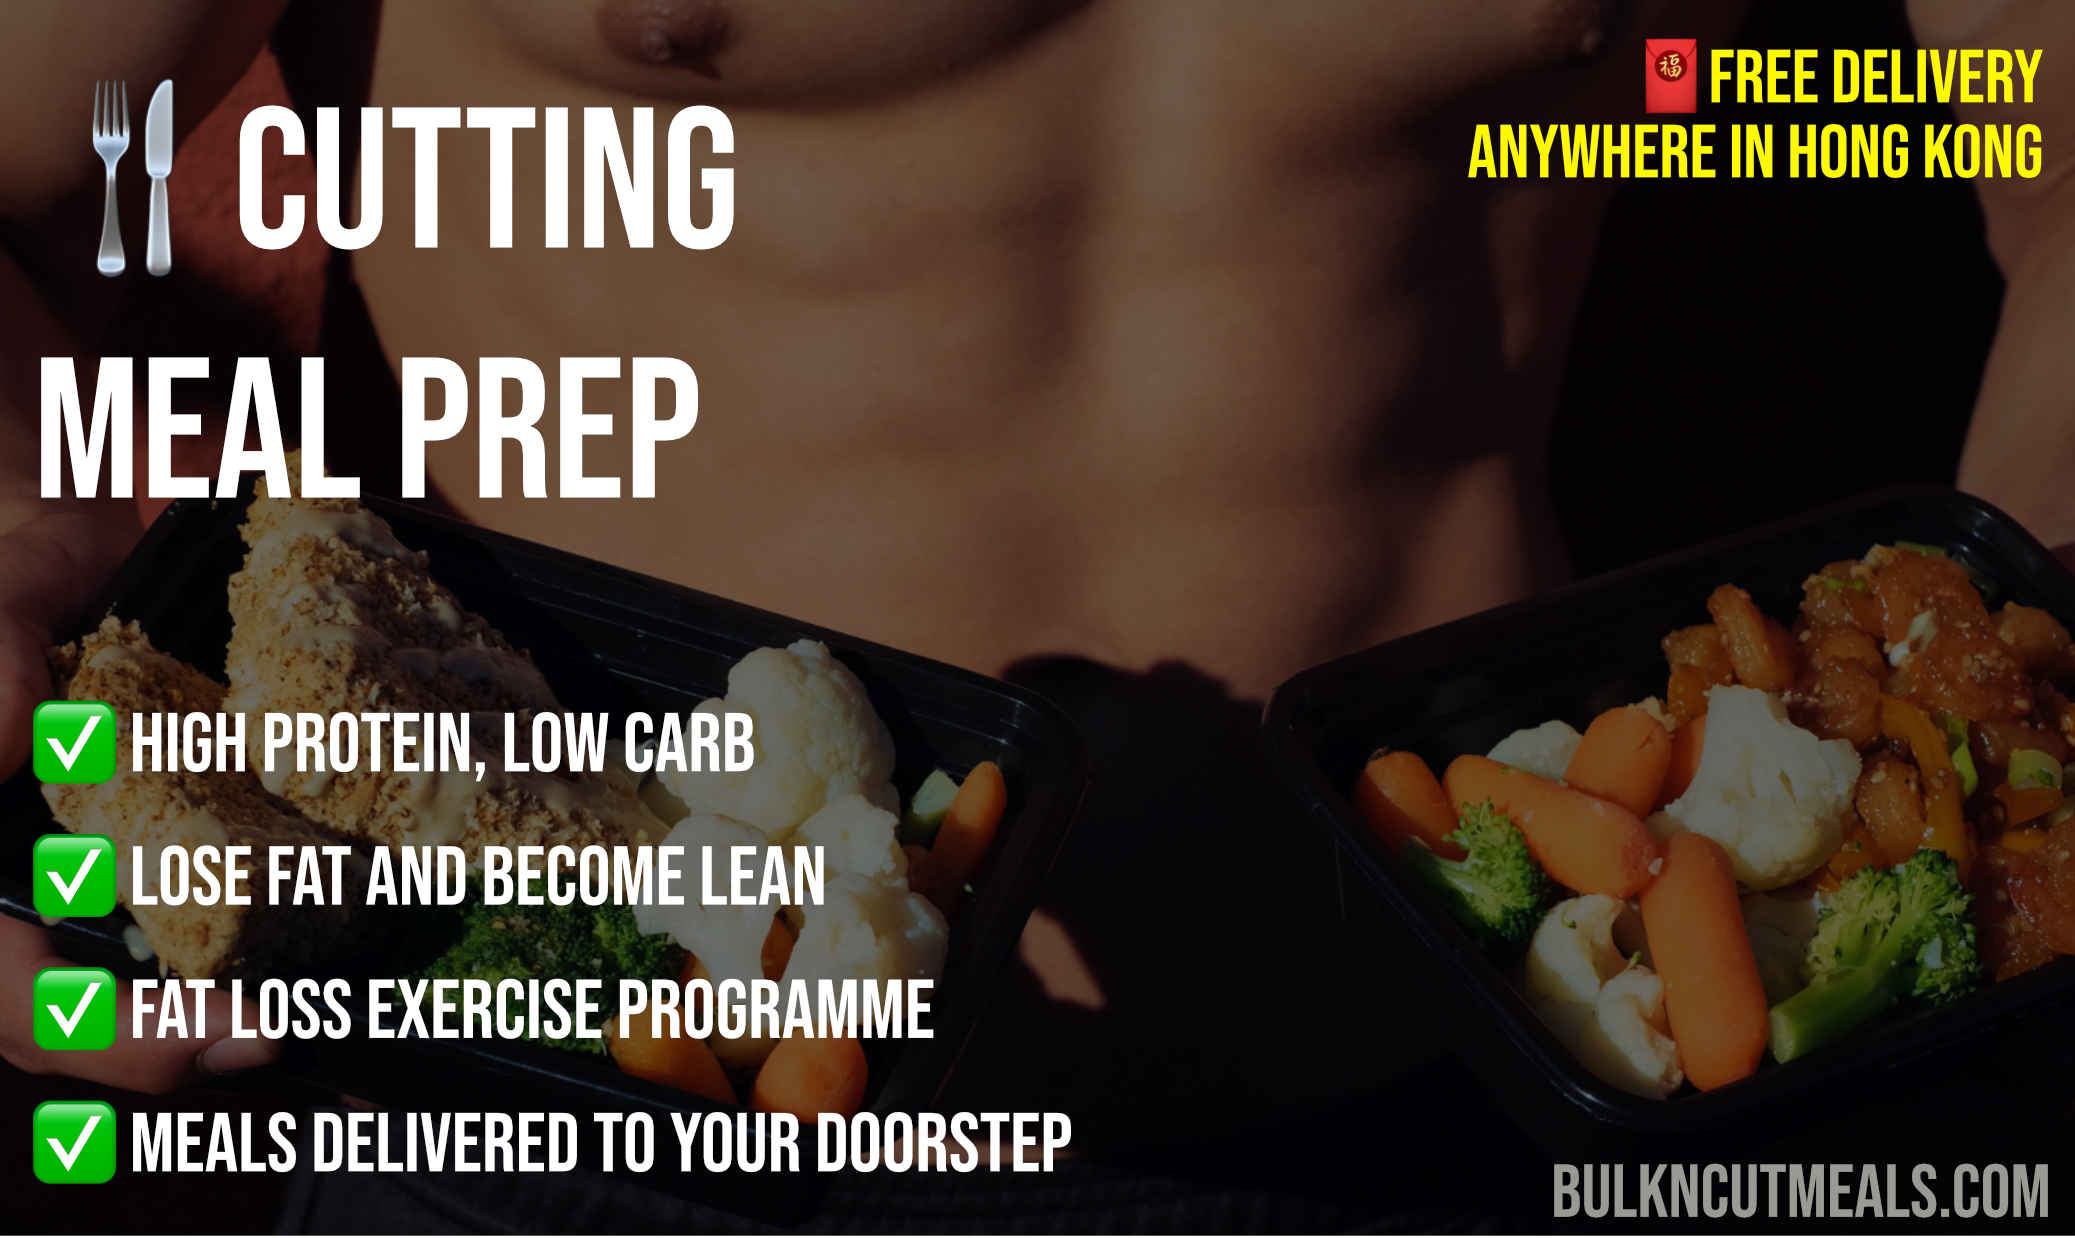 🍴 CUTTING
MEAL PREP
🧧 FREE DELIVERY
ANYWHERE IN HONG KONG
✅ HIGH PROTEIN, LOW CARB
✅ LOSE FAT AND BECOME LEAN
✅ FAT LOSS EXERCISE PROGRAMME
✅ MEALS DELIVERED TO YOUR DOORSTEP
BULKNCUTMEALS.COM